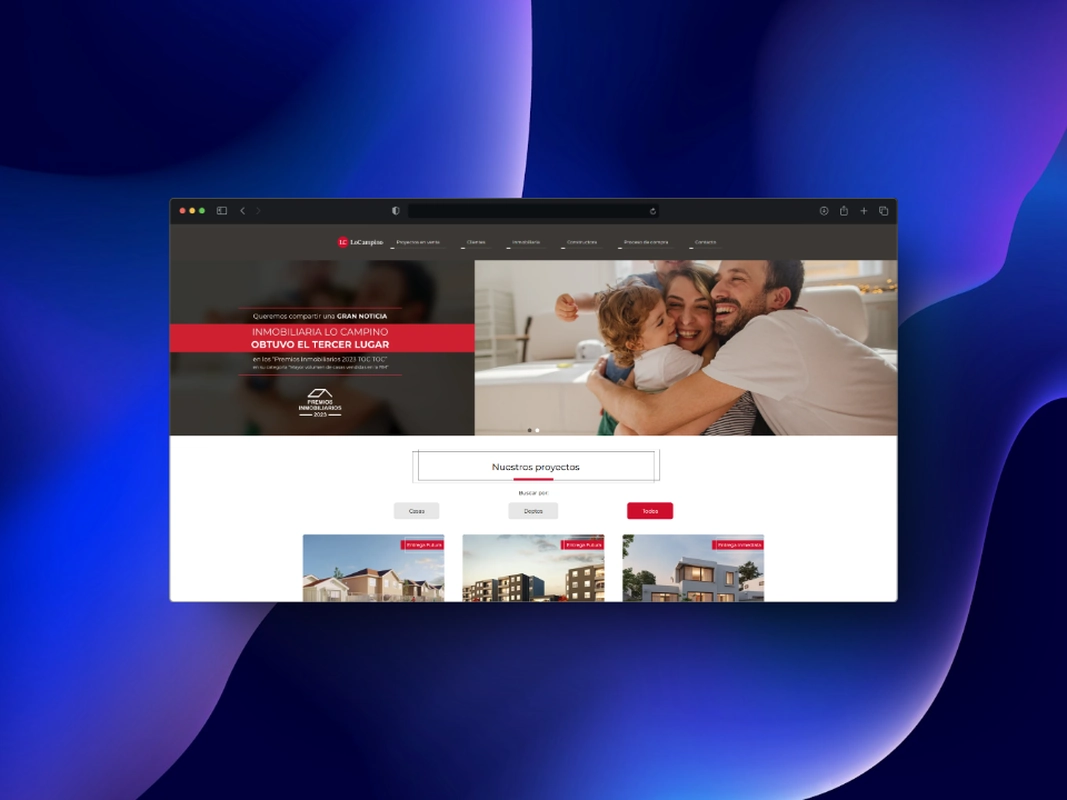 LC LoCampino Proyectos en venta Clientes Inmobiliaria Constructora Proceso de compra Contacto
Queremos compartir una GRAN NOTICIA
INMOBILIARIA LO CAMPINO
OBTUVO EL TERCER LUGAR
en los "Premios Inmobiliarios 2023 TOC TOC"
en su categoría "Mayor volumen de casas vendidas en la RM"
PREMIOS
INMOBILIARIOS
2023
Nuestros proyectos
Buscar por:
Casas Deptos Todos
Entrega Futura Entrega Futura Entrega Inmediata